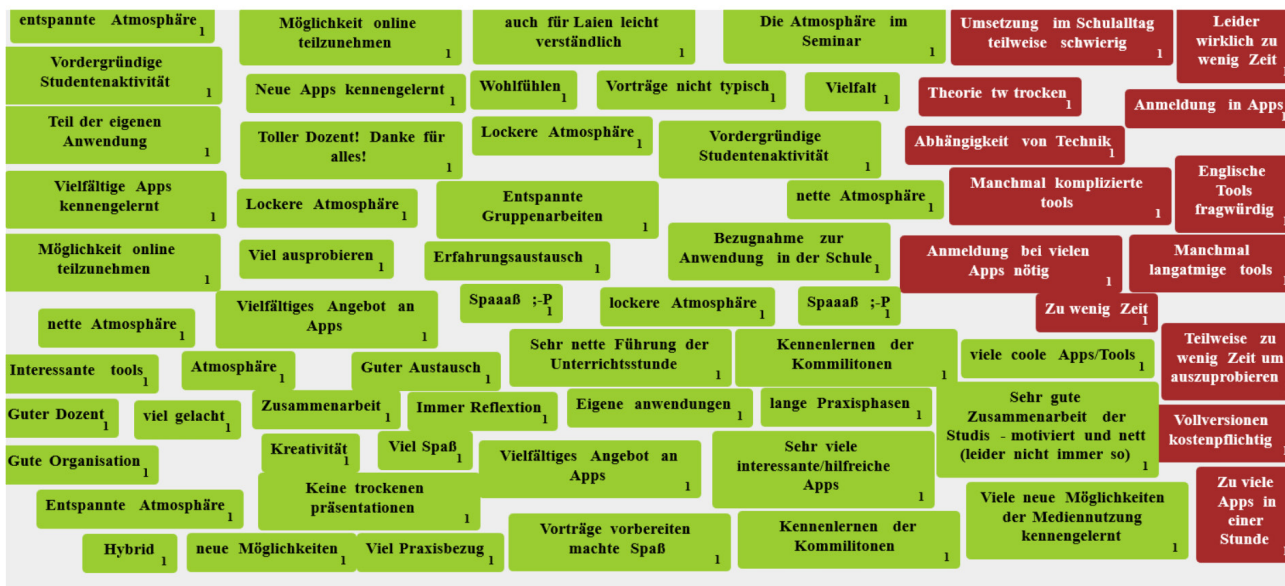 entspannte Atmosphäre
1
Möglichkeit online
teilzunehmen
1
auch für Laien leicht
verständlich
1
Die Atmosphäre im
Seminar
1
Umsetzung im Schulalltag
teilweise schwierig
1
Leider
wirklich zu
wenig Zeit
1
Vordergründige
Studentenaktivität
1
Neue Apps kennengelernt
1
Wohlfühlen
1
Vorträge nicht typisch
1
Vielfalt
1
Theorie tw trocken
1
Anmeldung in Apps
1
Teil der eigenen
Anwendung
1
Toller Dozent! Danke für
alles!
1
Lockere Atmosphäre
1
Vordergründige
Studentenaktivität
1
Abhängigkeit von Technik
1
Vielfältige Apps
kennengelernt
1
Lockere Atmosphäre
1
Entspannte
Gruppenarbeiten
1
nette Atmosphäre
1
Manchmal komplizierte
tools
1
Englische
Tools
fragwürdig
1
Möglichkeit online
teilzunehmen
1
Viel ausprobieren
1
Erfahrungsaustausch
1
Bezugnahme zur
Anwendung in der Schule
1
Anmeldung bei vielen
Apps nötig
1
Manchmal
langatmige tools
1
nette Atmosphäre
1
Vielfältiges Angebot an
Apps
1
Spaaaß ;-P
1
lockere Atmosphäre
1
Spaaaß ;-P
1
Zu wenig Zeit
1
Interessante tools
1
Atmosphäre
1
Guter Austausch
1
Sehr nette Führung der
Unterrichtsstunde
1
Kennenlernen der
Kommilitonen
1
viele coole Apps/Tools
1
Teilweise zu
wenig Zeit um
auszuprobieren
1
Guter Dozent
1
viel gelacht
1
Zusammenarbeit
1
Immer Reflextion
1
Eigene anwendungen
1
lange Praxisphasen
1
Sehr gute
Zusammenarbeit der
Studis - motiviert und nett
(leider nicht immer so)
1
Vollversionen
kostenpflichtig
1
Gute Organisation
1
Kreativität
1
Viel Spaß
1
Vielfältiges Angebot an
Apps
1
Sehr viele
interessante/hilfreiche
Apps
1
Zu viele
Apps in
einer
Stunde
1
Entspannte Atmosphäre
1
Keine trockenen
präsentationen
1
Vorträge vorbereiten
machte Spaß
1
Kennenlernen der
Kommilitonen
1
Viele neue Möglichkeiten
der Mediennutzung
kennengelernt
1
Hybrid
1
neue Möglichkeiten
1
Viel Praxisbezug
1